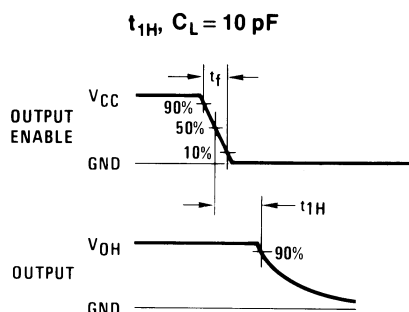 t1H, CL = 10 pF
tf
VCC
90%
OUTPUT
ENABLE
50%
10%
GND
t1H
VOH
90%
OUTPUT
GND